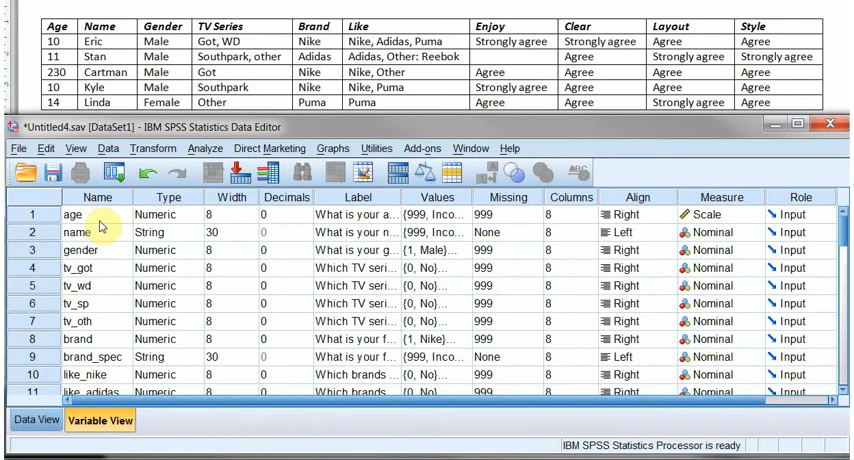 Age Name Gender TV Series Brand Like Enjoy Clear Layout Style
10 Eric Male Got, WD Nike Nike, Adidas, Puma Strongly agree Strongly agree Agree Agree
11 Stan Male Southpark, other Adidas Adidas, Other: Reebok Agree Strongly agree Strongly agree
230 Cartman Male Got Nike Nike, Other Agree Agree Agree Agree
10 Kyle Male Southpark Nike Nike, Puma Strongly agree Agree Agree Agree
14 Linda Female Other Puma Puma Agree Agree Strongly agree Agree
*Untitled4.sav [DataSet1] - IBM SPSS Statistics Data Editor
File Edit View Data Transform Analyze Direct Marketing Graphs Utilities Add-ons Window Help
Name Type Width Decimals Label Values Missing Columns Align Measure Role
1 age Numeric 8 0 What is your a... {999, Inco... 999 8 Right Scale Input
2 name String 30 0 What is your n... {999, Inco... None 8 Left Nominal Input
3 gender Numeric 8 0 What is your g... {1, Male}... 999 8 Right Nominal Input
4 tv_got Numeric 8 0 Which TV seri... {0, No}... 999 8 Right Nominal Input
5 tv_wd Numeric 8 0 Which TV seri... {0, No}... 999 8 Right Nominal Input
6 tv_sp Numeric 8 0 Which TV seri... {0, No}... 999 8 Right Nominal Input
7 tv_oth Numeric 8 0 Which TV seri... {0, No}... 999 8 Right Nominal Input
8 brand Numeric 8 0 What is your f... {1, Nike}... 999 8 Right Nominal Input
9 brand_spec String 30 0 What is your f... {999, Inco... None 8 Left Nominal Input
10 like_nike Numeric 8 0 Which brands ... {0, No}... 999 8 Right Nominal Input
11 like_adidas Numeric 8 0 Which brands {0, No} 999 8 Right Nominal Input
Data View Variable View
IBM SPSS Statistics Processor is ready